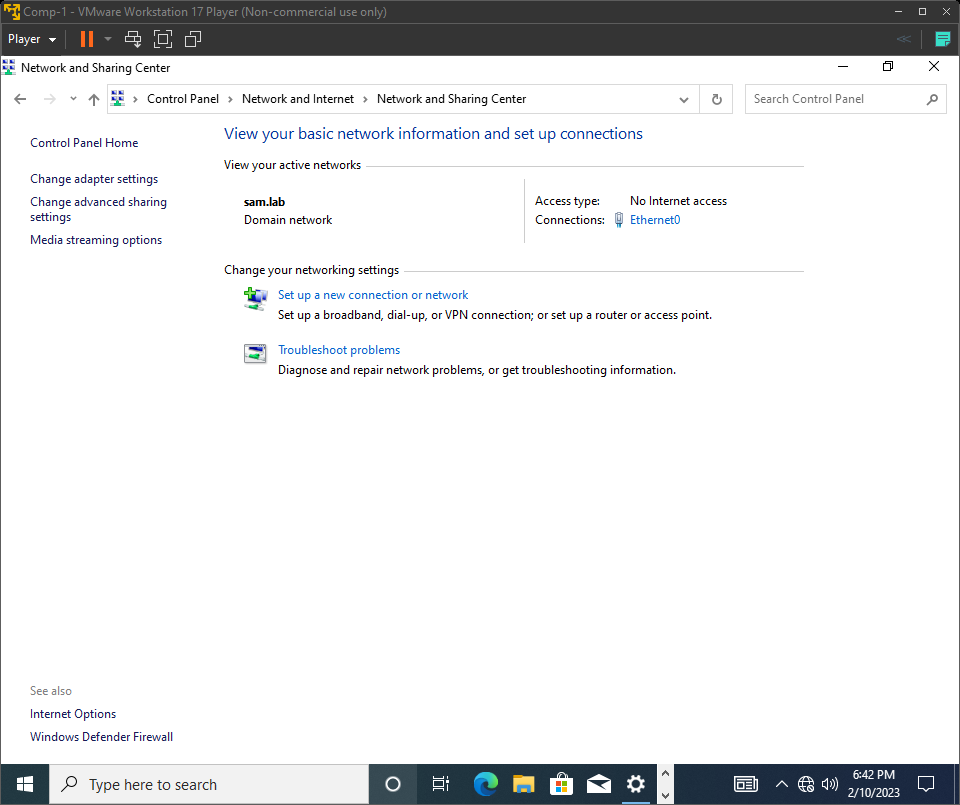 Comp-1 - VMware Workstation 17 Player (Non-commercial use only)
Player
Network and Sharing Center
Control Panel > Network and Internet > Network and Sharing Center
Search Control Panel
Control Panel Home
Change adapter settings
Change advanced sharing
settings
Media streaming options
View your basic network information and set up connections
View your active networks
sam.lab
Domain network
Access type: No Internet access
Connections: Ethernet0
Change your networking settings
Set up a new connection or network
Set up a broadband, dial-up, or VPN connection; or set up a router or access point.
Troubleshoot problems
Diagnose and repair network problems, or get troubleshooting information.
See also
Internet Options
Windows Defender Firewall
Type here to search
6:42 PM
2/10/2023